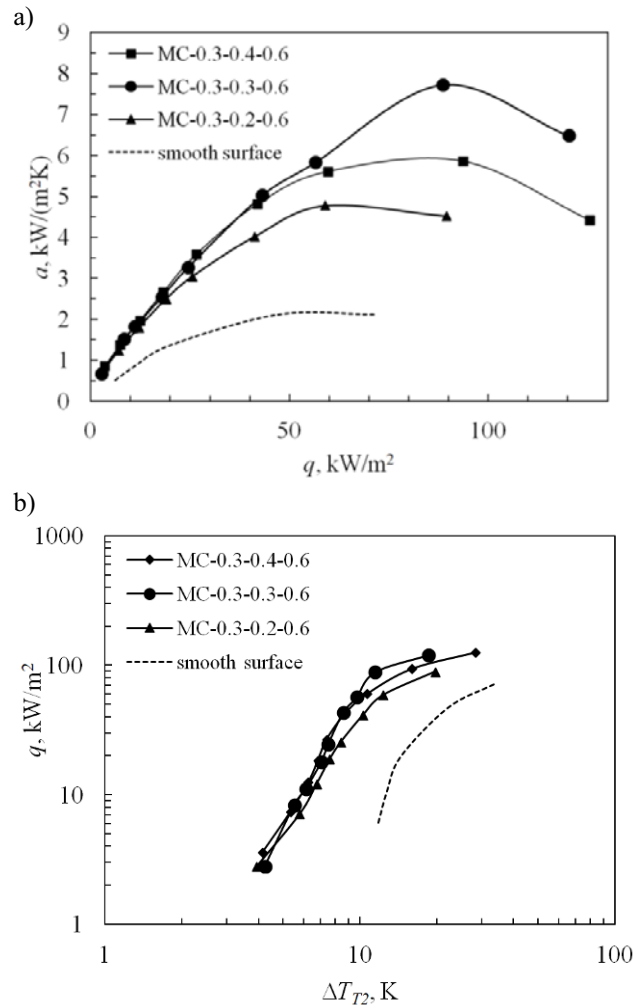 a)
9
8
7
6
5
4
3
2
1
0
a, kW/(m²K)
MC-0.3-0.4-0.6
MC-0.3-0.3-0.6
MC-0.3-0.2-0.6
smooth surface
0 50 100
q, kW/m²
b)
1000
100
10
1
q, kW/m²
MC-0.3-0.4-0.6
MC-0.3-0.3-0.6
MC-0.3-0.2-0.6
smooth surface
1 10 100
ΔT_T2, K